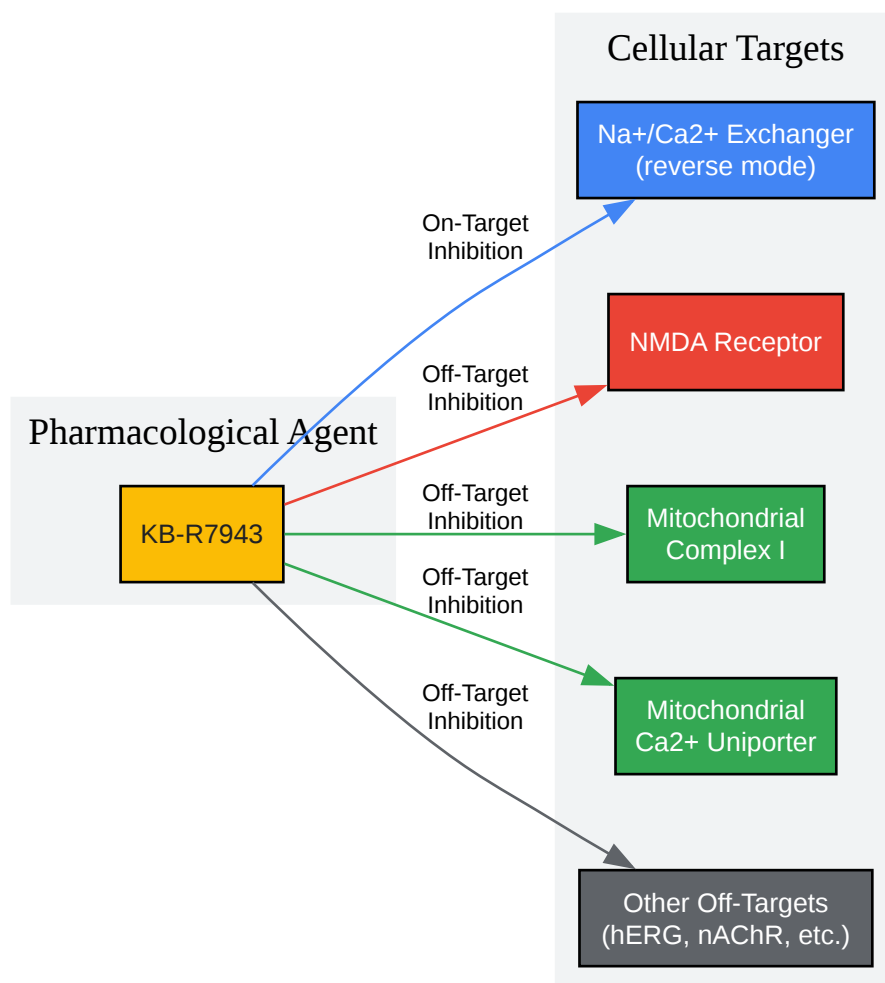 Cellular Targets
Na+/Ca2+ Exchanger
(reverse mode)
On-Target
Inhibition
NMDA Receptor
Off-Target
Inhibition
Pharmacological Agent
KB-R7943
Off-Target
Inhibition
Mitochondrial
Complex I
Off-Target
Inhibition
Mitochondrial
Ca2+ Uniporter
Off-Target
Inhibition
Other Off-Targets
(hERG, nAChR, etc.)